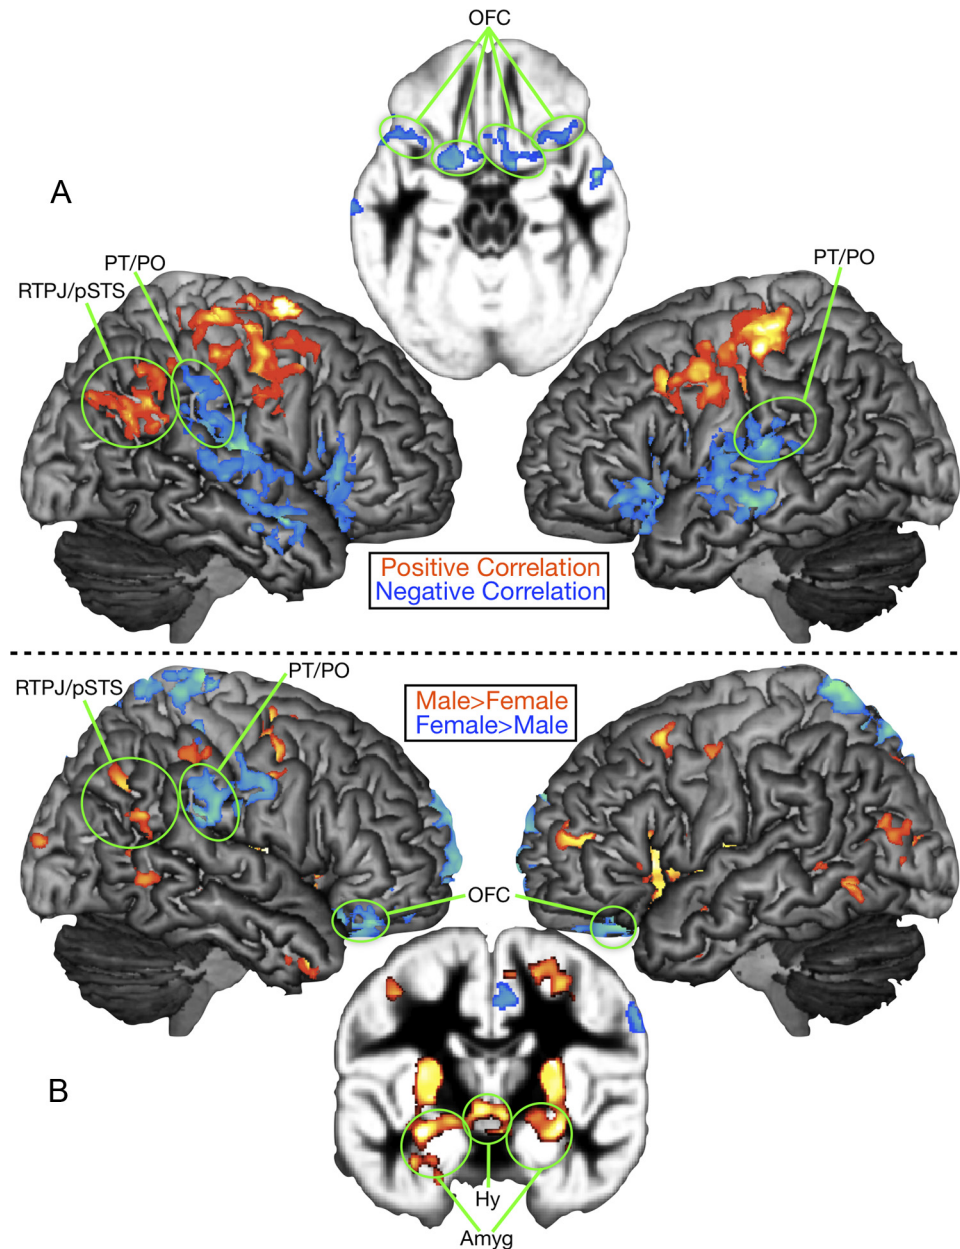 OFC
A
PT/PO
RTPJ/pSTS
PT/PO
Positive Correlation
Negative Correlation
RTPJ/pSTS
PT/PO
Male>Female
Female>Male
OFC
B
Hy
Amyg